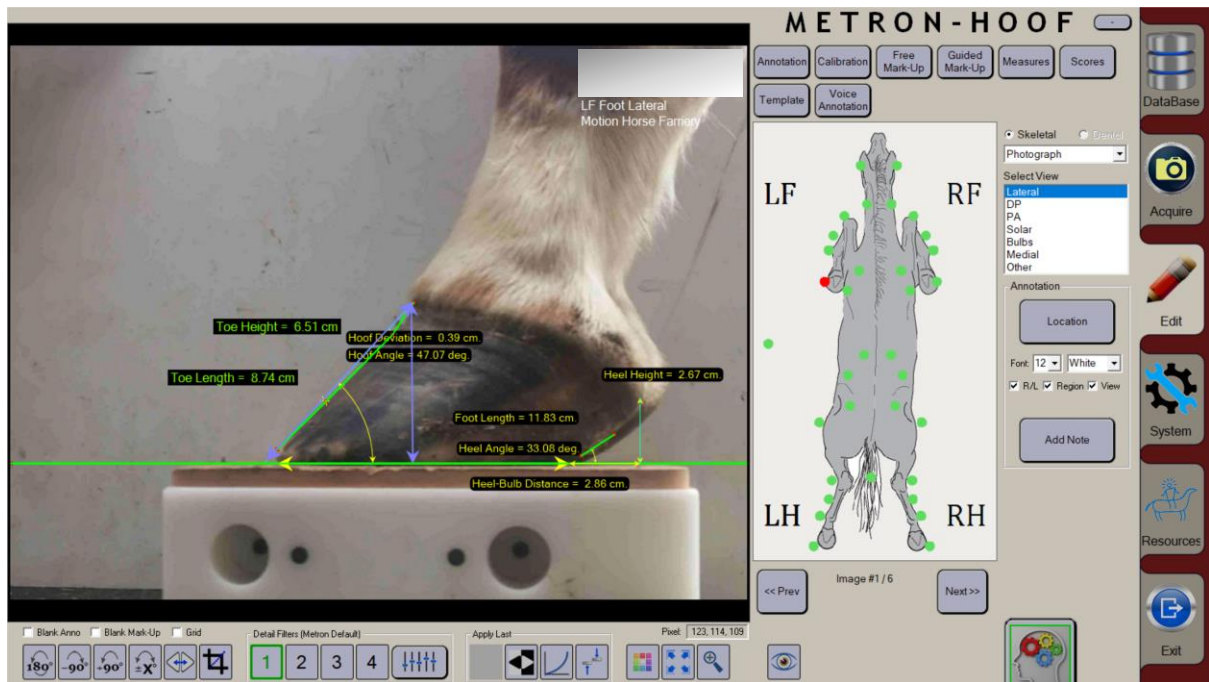 METRON-HOOF
-
LF Foot Lateral
Motion Horse Farriery
Toe Height = 6.51 cm
Hoof Deviation = 0.39 cm.
Hoof Angle = 47.07 deg.
Toe Length = 8.74 cm
Heel Height = 2.67 cm.
Foot Length = 11.83 cm.
Heel Angle = 33.08 deg
Heel-Bulb Distance = 2.86 cm.
Annotation
Calibration
Free Mark-Up
Guided Mark-Up
Measures
Scores
Template
Voice Annotation
LF
RF
LH
RH
Skeletal
Dental
Photograph
Select View
Lateral
DP
PA
Solar
Bulbs
Medial
Other
Annotation
Location
Font: 12 White
R/L Region View
Add Note
<< Prev
Image #1 / 6
Next >>
DataBase
Acquire
Edit
System
Resources
Exit
Blank Anno Blank Mark-Up Grid
Detail Filters (Metron Default)
Apply Last
Pixel: 123, 114, 109
180° -90° +90° ±X°
1 2 3 4